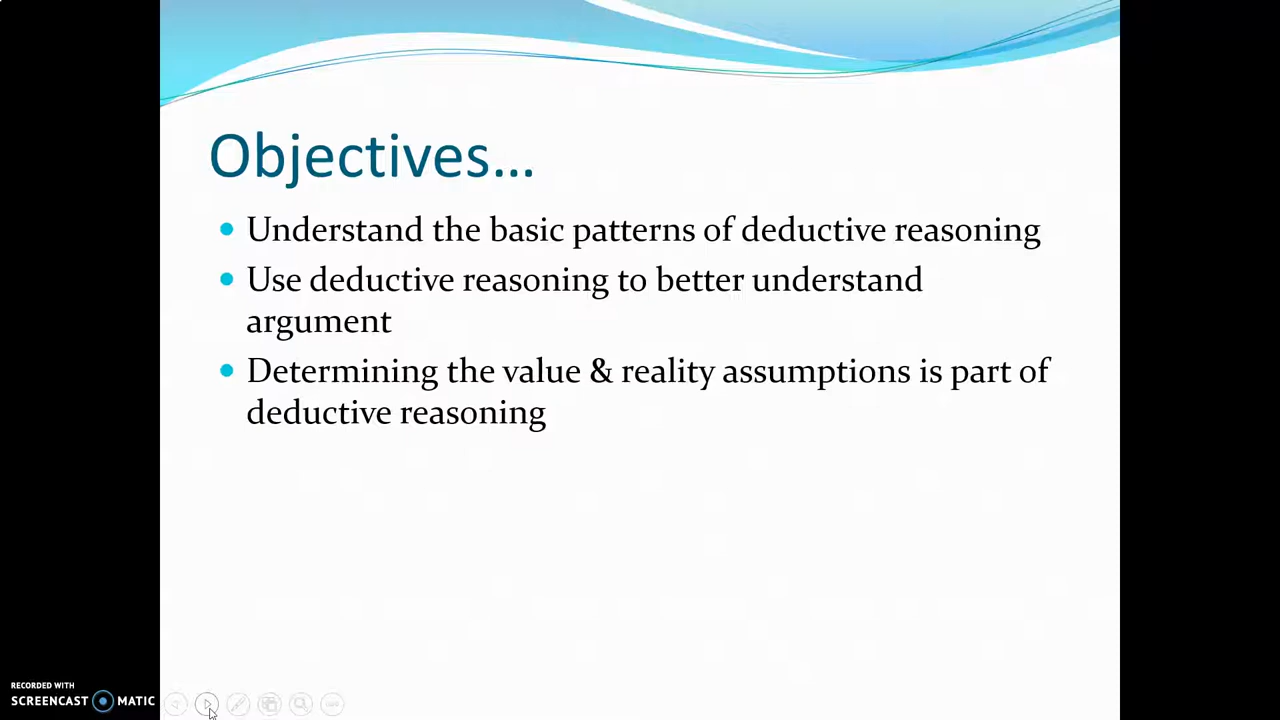 Objectives…
• Understand the basic patterns of deductive reasoning
• Use deductive reasoning to better understand
argument
• Determining the value & reality assumptions is part of
deductive reasoning
RECORDED WITH
SCREENCAST MATIC